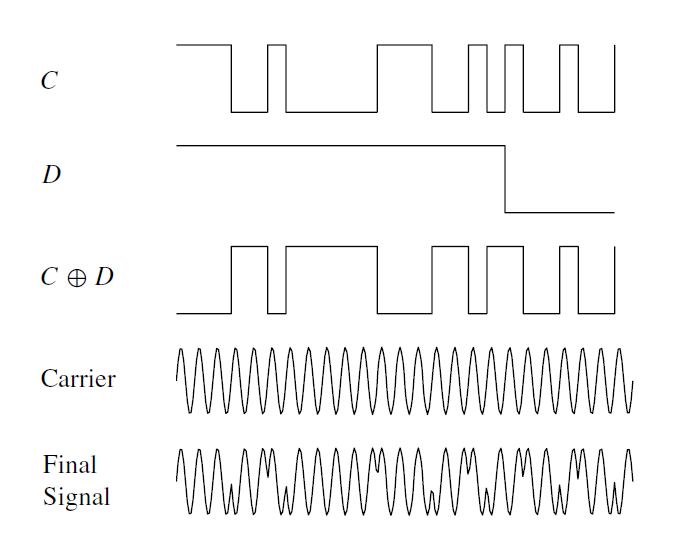 C
D
C ⊕ D
Carrier
Final
Signal